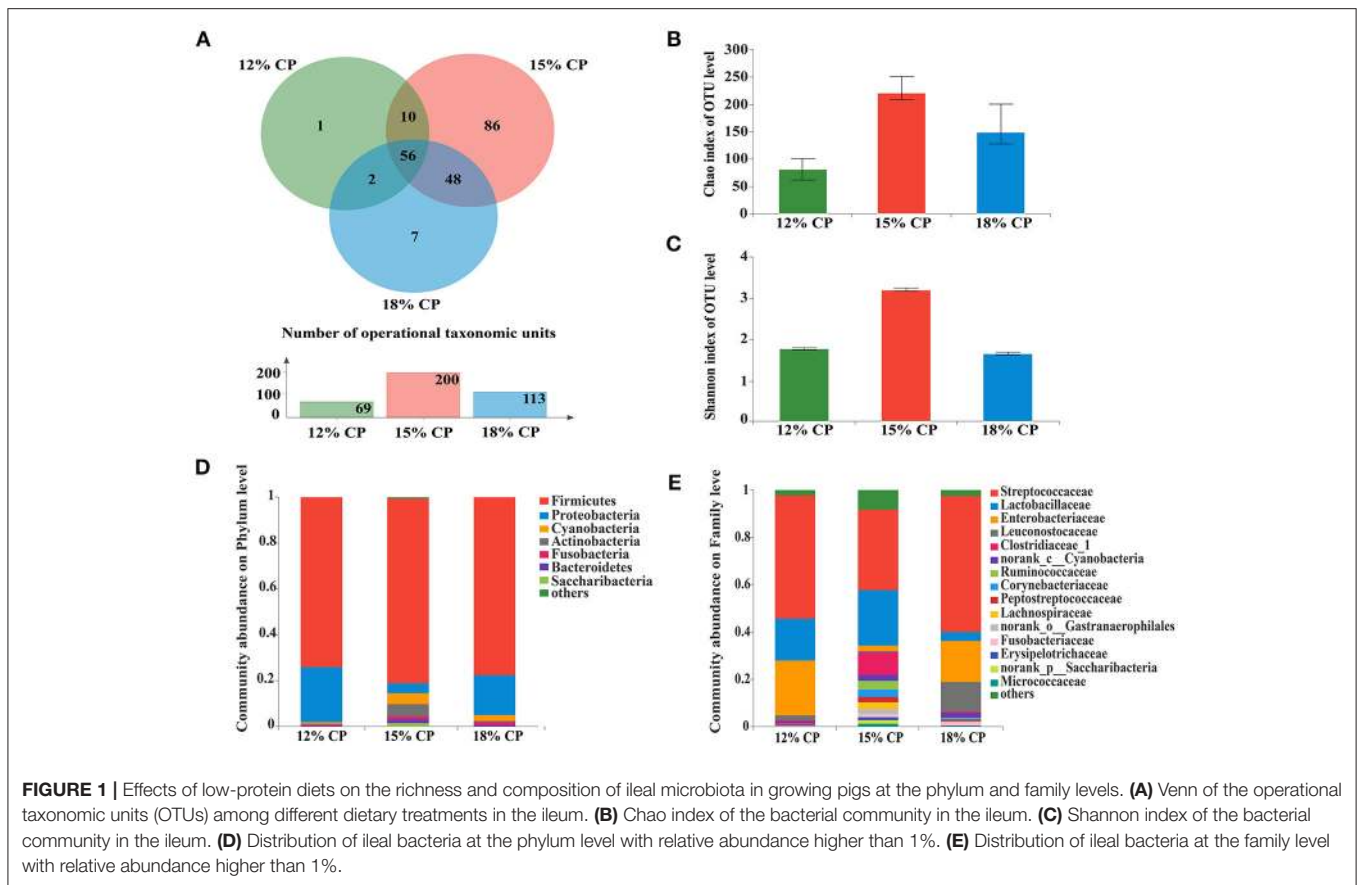 A
12% CP
15% CP
1
10
86
56
2
48
7
18% CP
Number of operational taxonomic units
200
100
0
69
200
113
12% CP
15% CP
18% CP
B
Chao index of OTU level
300
250
200
150
100
50
0
12% CP
15% CP
18% CP
C
Shannon index of OTU level
4
3
2
1
0
12% CP
15% CP
18% CP
D
Community abundance on Phylum level
1
0.8
0.6
0.4
0.2
0
12% CP
15% CP
18% CP
Firmicutes
Proteobacteria
Cyanobacteria
Actinobacteria
Fusobacteria
Bacteroidetes
Saccharibacteria
others
E
Community abundance on Family leve
1
0.8
0.6
0.4
0.2
0
12% CP
15% CP
18% CP
Streptococcaceae
Lactobacillaceae
Enterobacteriaceae
Leuconostocaceae
Clostridiaceae_1
norank_c__Cyanobacteria
Ruminococcaceae
Corynebacteriaceae
Peptostreptococcaceae
Lachnospiraceae
norank_o__Gastranaerophilales
Fusobacteriaceae
Erysipelotrichaceae
norank_p__Saccharibacteria
Micrococcaceae
others
FIGURE 1 | Effects of low-protein diets on the richness and composition of ileal microbiota in growing pigs at the phylum and family levels. (A) Venn of the operational
taxonomic units (OTUs) among different dietary treatments in the ileum. (B) Chao index of the bacterial community in the ileum. (C) Shannon index of the bacterial
community in the ileum. (D) Distribution of ileal bacteria at the phylum level with relative abundance higher than 1%. (E) Distribution of ileal bacteria at the family level
with relative abundance higher than 1%.